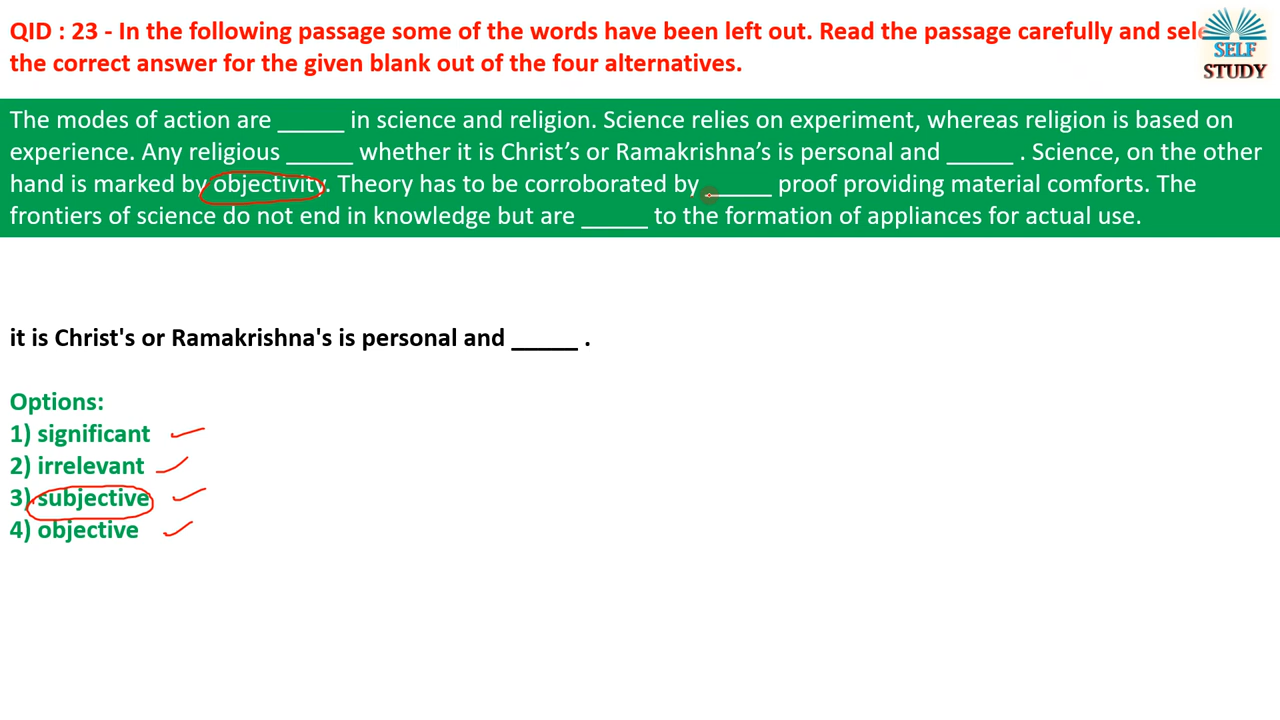 QID : 23 - In the following passage some of the words have been left out. Read the passage carefully and sele
the correct answer for the given blank out of the four alternatives.
SELF
STUDY
The modes of action are _____ in science and religion. Science relies on experiment, whereas religion is based on
experience. Any religious _____ whether it is Christ’s or Ramakrishna’s is personal and _____ . Science, on the other
hand is marked by objectivity. Theory has to be corroborated by _____ proof providing material comforts. The
frontiers of science do not end in knowledge but are _____ to the formation of appliances for actual use.
it is Christ's or Ramakrishna's is personal and _____ .
Options:
1) significant
2) irrelevant
3) subjective
4) objective